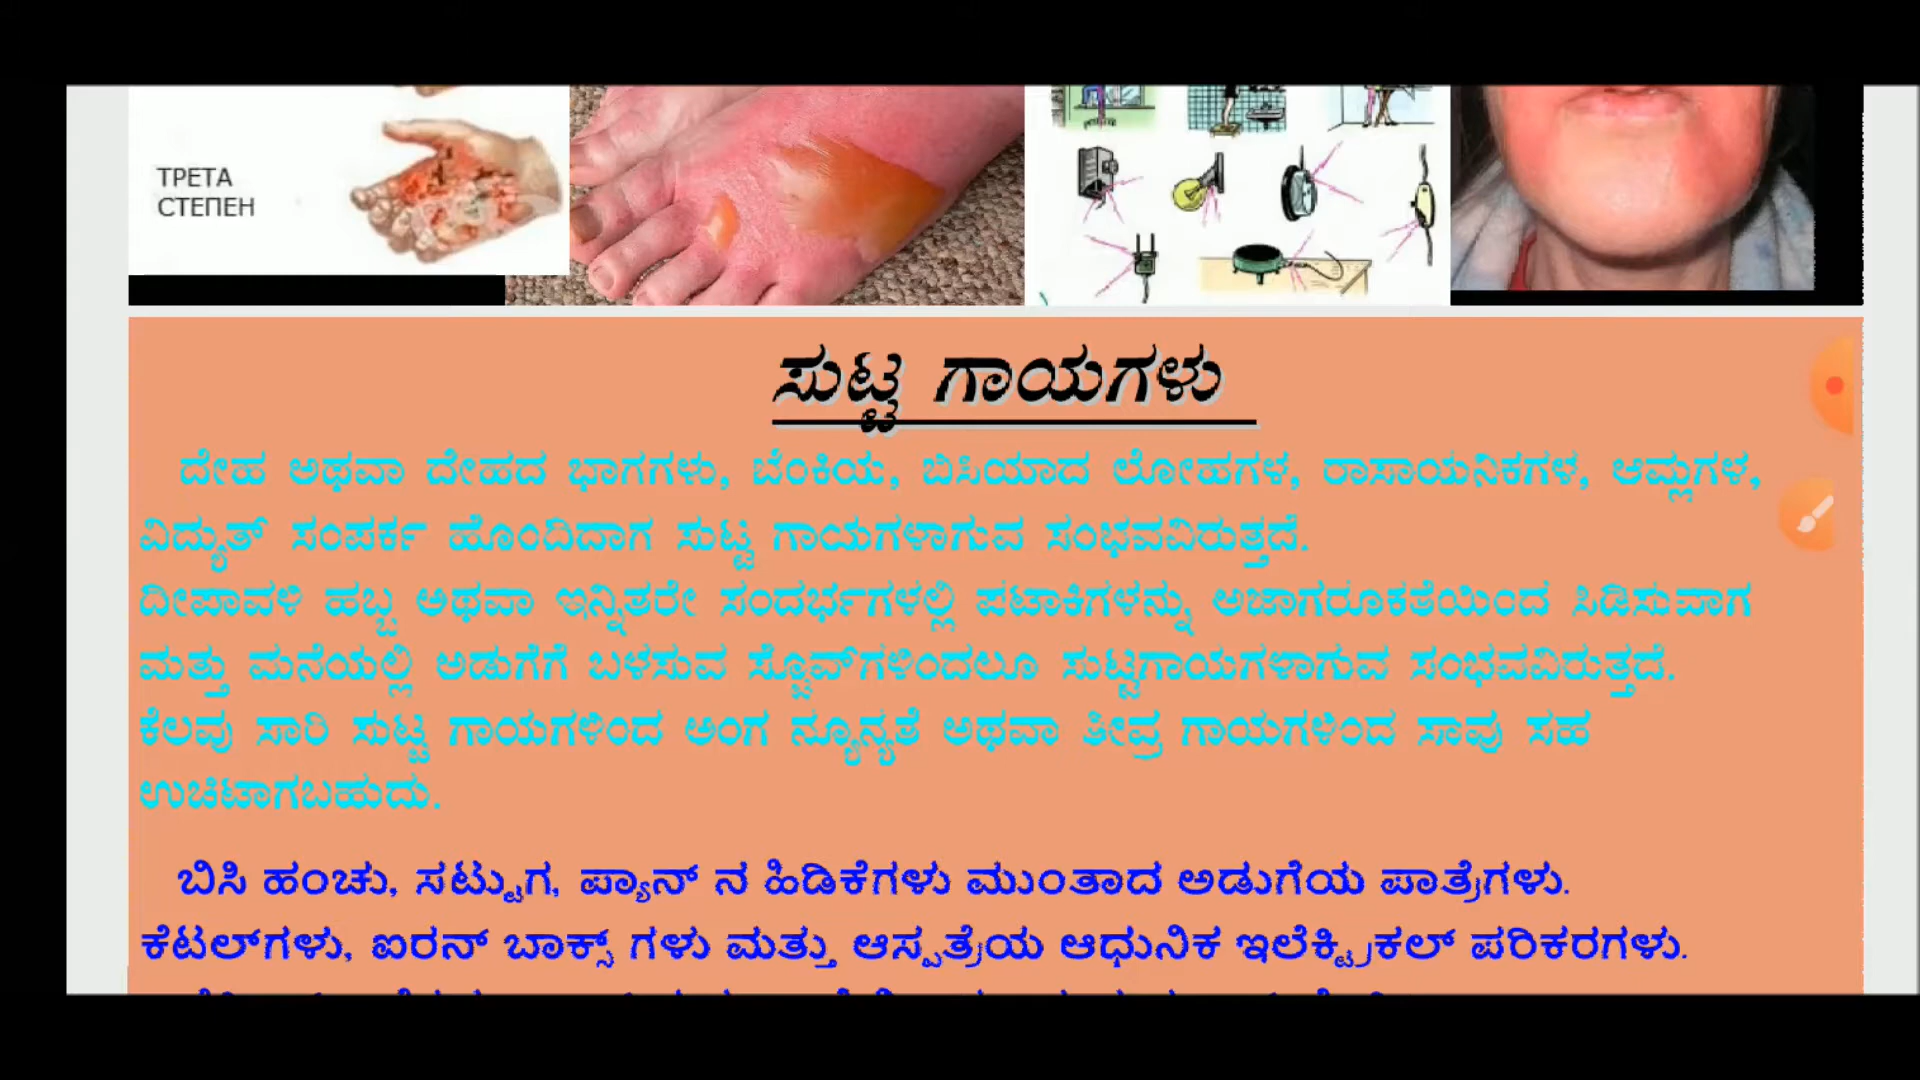 ТРЕТА
СТЕПЕН
ಸುಟ್ಟ ಗಾಯಗಳು
ದೇಹ ಅಥವಾ ದೇಹದ ಭಾಗಗಳು, ಬೆಂಕಿಯ, ಬಿಸಿಯಾದ ಲೋಹಗಳ, ರಾಸಾಯನಿಕಗಳ, ಆಮ್ಲಗಳ,
ವಿದ್ಯುತ್ ಸಂಪರ್ಕ ಹೊಂದಿದಾಗ ಸುಟ್ಟ ಗಾಯಗಳಾಗುವ ಸಂಭವವಿರುತ್ತದೆ.
ದೀಪಾವಳಿ ಹಬ್ಬ ಅಥವಾ ಇನ್ನಿತರೇ ಸಂದರ್ಭಗಳಲ್ಲಿ ಪಟಾಕಿಗಳನ್ನು ಅಜಾಗರೂಕತೆಯಿಂದ ಸಿಡಿಸುವಾಗ
ಮತ್ತು ಮನೆಯಲ್ಲಿ ಅಡುಗೆಗೆ ಬಳಸುವ ಸ್ಟೊವ್‌ಗಳಿಂದಲೂ ಸುಟ್ಟಗಾಯಗಳಾಗುವ ಸಂಭವವಿರುತ್ತದೆ.
ಕೆಲವು ಸಾರಿ ಸುಟ್ಟ ಗಾಯಗಳಿಂದ ಅಂಗ ನ್ಯೂನ್ಯತೆ ಅಥವಾ ತೀವ್ರ ಗಾಯಗಳಿಂದ ಸಾವು ಸಹ
ಉಚಿಟಾಗಬಹುದು.
ಬಿಸಿ ಹಂಚು, ಸಟ್ಟುಗ, ಪ್ಯಾನ್ ನ ಹಿಡಿಕೆಗಳು ಮುಂತಾದ ಅಡುಗೆಯ ಪಾತ್ರೆಗಳು.
ಕೆಟಲ್‌ಗಳು, ಐರನ್ ಬಾಕ್ಸ್ ಗಳು ಮತ್ತು ಆಸ್ಪತ್ರೆಯ ಆಧುನಿಕ ಇಲೆಕ್ಟ್ರಿಕಲ್ ಪರಿಕರಗಳು.